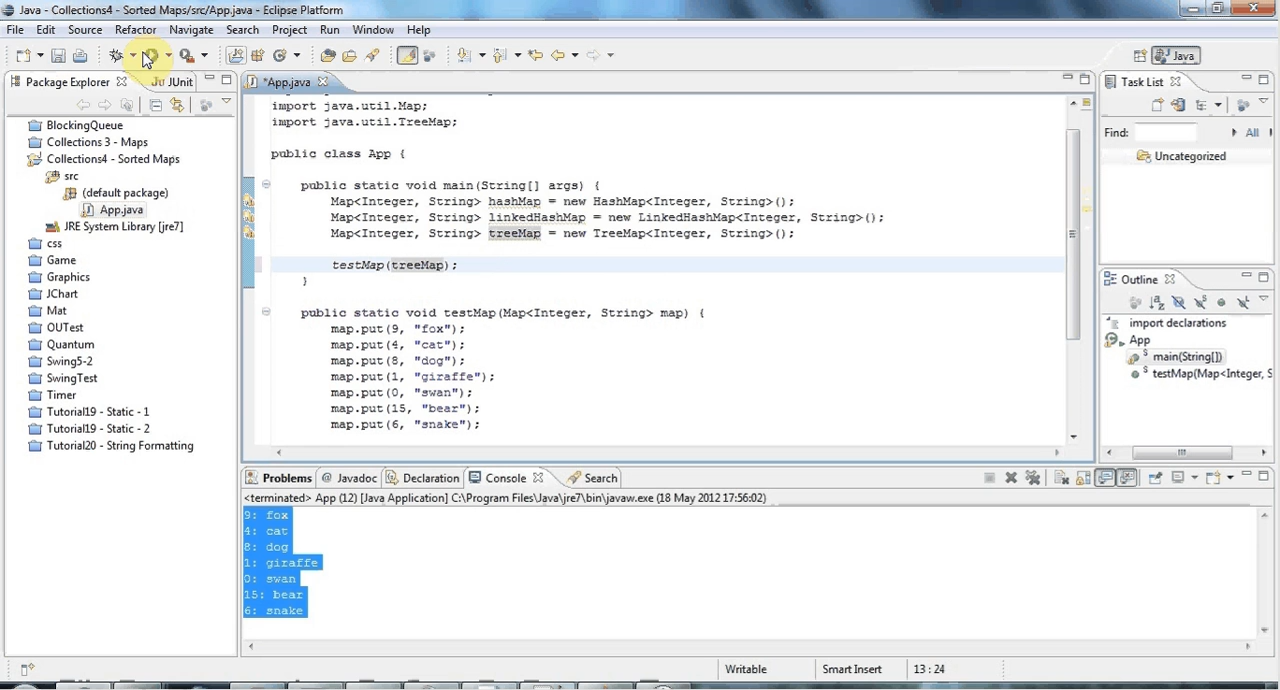 Java - Collections4 - Sorted Maps/src/App.java - Eclipse Platform
File Edit Source Refactor Navigate Search Project Run Window Help
Java
Package Explorer JUnit
BlockingQueue
Collections 3 - Maps
Collections4 - Sorted Maps
src
(default package)
App.java
JRE System Library [jre7]
css
Game
Graphics
JChart
Mat
OUTest
Quantum
Swing5-2
SwingTest
Timer
Tutorial19 - Static - 1
Tutorial19 - Static - 2
Tutorial20 - String Formatting
*App.java
import java.util.Map;
import java.util.TreeMap;
public class App {
public static void main(String[] args) {
Map<Integer, String> hashMap = new HashMap<Integer, String>();
Map<Integer, String> linkedHashMap = new LinkedHashMap<Integer, String>();
Map<Integer, String> treeMap = new TreeMap<Integer, String>();
testMap(treeMap);
}
public static void testMap(Map<Integer, String> map) {
map.put(9, "fox");
map.put(4, "cat");
map.put(8, "dog");
map.put(1, "giraffe");
map.put(0, "swan");
map.put(15, "bear");
map.put(6, "snake");
Task List
Find: All
Uncategorized
Outline
import declarations
App
main(String[])
testMap(Map<Integer, S
Problems @ Javadoc Declaration Console Search
<terminated> App (12) [Java Application] C:\Program Files\Java\jre7\bin\javaw.exe (18 May 2012 17:56:02)
9: fox
4: cat
8: dog
1: giraffe
0: swan
15: bear
6: snake
Writable Smart Insert 13 : 24